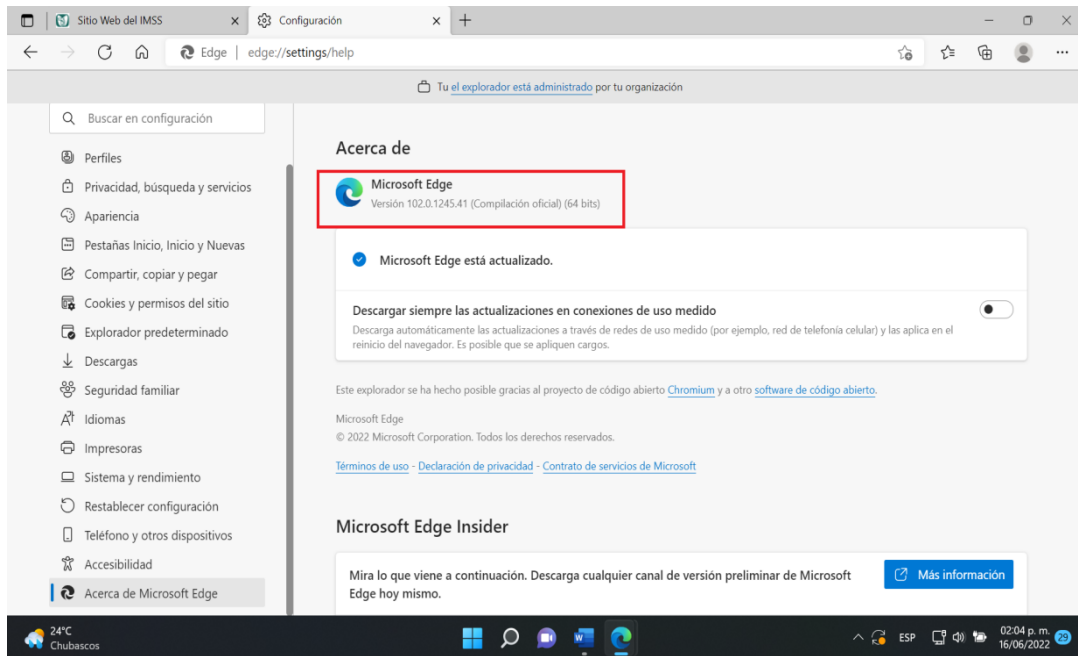 Sitio Web del IMSS
Configuración
Edge
edge://settings/help
Tu el explorador está administrado por tu organización
Buscar en configuración
Perfiles
Privacidad, búsqueda y servicios
Apariencia
Pestañas Inicio, Inicio y Nuevas
Compartir, copiar y pegar
Cookies y permisos del sitio
Explorador predeterminado
Descargas
Seguridad familiar
Idiomas
Impresoras
Sistema y rendimiento
Restablecer configuración
Teléfono y otros dispositivos
Accesibilidad
Acerca de Microsoft Edge
Acerca de
Microsoft Edge
Versión 102.0.1245.41 (Compilación oficial) (64 bits)
Microsoft Edge está actualizado.
Descargar siempre las actualizaciones en conexiones de uso medido
Descarga automáticamente las actualizaciones a través de redes de uso medido (por ejemplo, red de telefonía celular) y las aplica en el
reinicio del navegador. Es posible que se apliquen cargos.
Este explorador se ha hecho posible gracias al proyecto de código abierto Chromium y a otro software de código abierto.
Microsoft Edge
© 2022 Microsoft Corporation. Todos los derechos reservados.
Términos de uso - Declaración de privacidad - Contrato de servicios de Microsoft
Microsoft Edge Insider
Mira lo que viene a continuación. Descarga cualquier canal de versión preliminar de Microsoft
Edge hoy mismo.
Más información
24°C
Chubascos
ESP
02:04 p. m.
16/06/2022
29